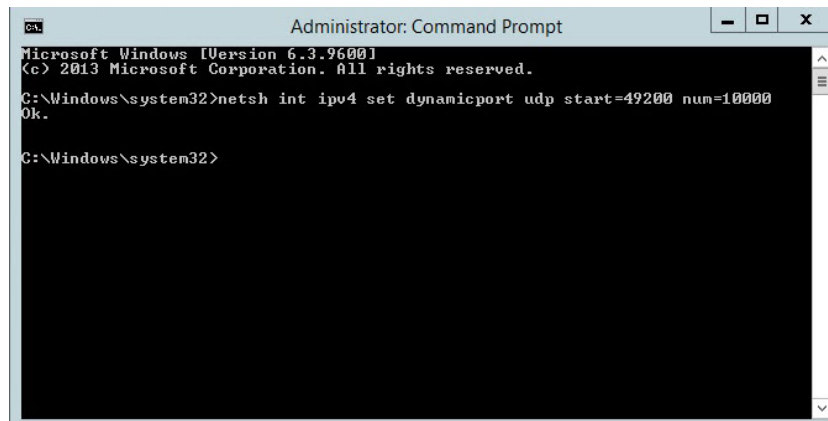 Administrator: Command Prompt
Microsoft Windows [Version 6.3.9600]
(c) 2013 Microsoft Corporation. All rights reserved.
C:\Windows\system32>netsh int ipv4 set dynamicport udp start=49200 num=10000
Ok.
C:\Windows\system32>